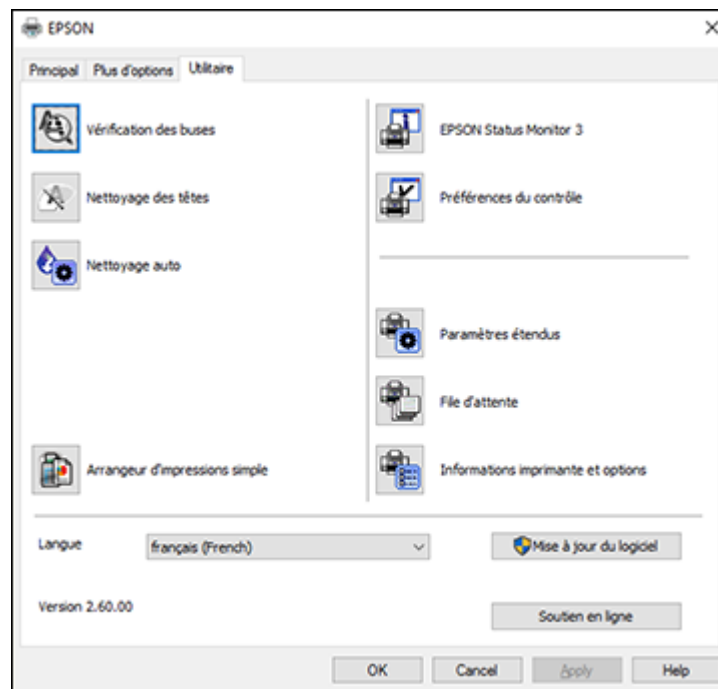 EPSON
Principal
Plus d'options
Utilitaire
Vérification des buses
EPSON Status Monitor 3
Nettoyage des têtes
Préférences du contrôle
Nettoyage auto
Paramètres étendus
File d'attente
Arrangeur d'impressions simple
Informations imprimante et options
Langue
français (French)
Mise à jour du logiciel
Version 2.60.00
Soutien en ligne
OK
Cancel
Apply
Help